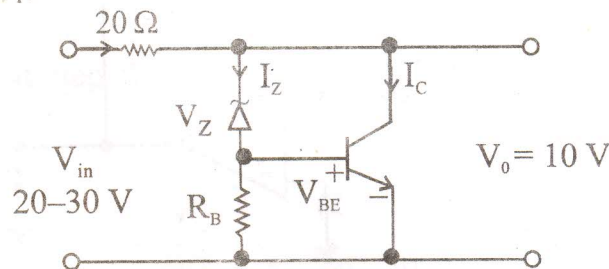 20 Ω
I_Z
I_C
V_Z
V_in
20–30 V
R_B
V_BE
+
−
V_0 = 10 V